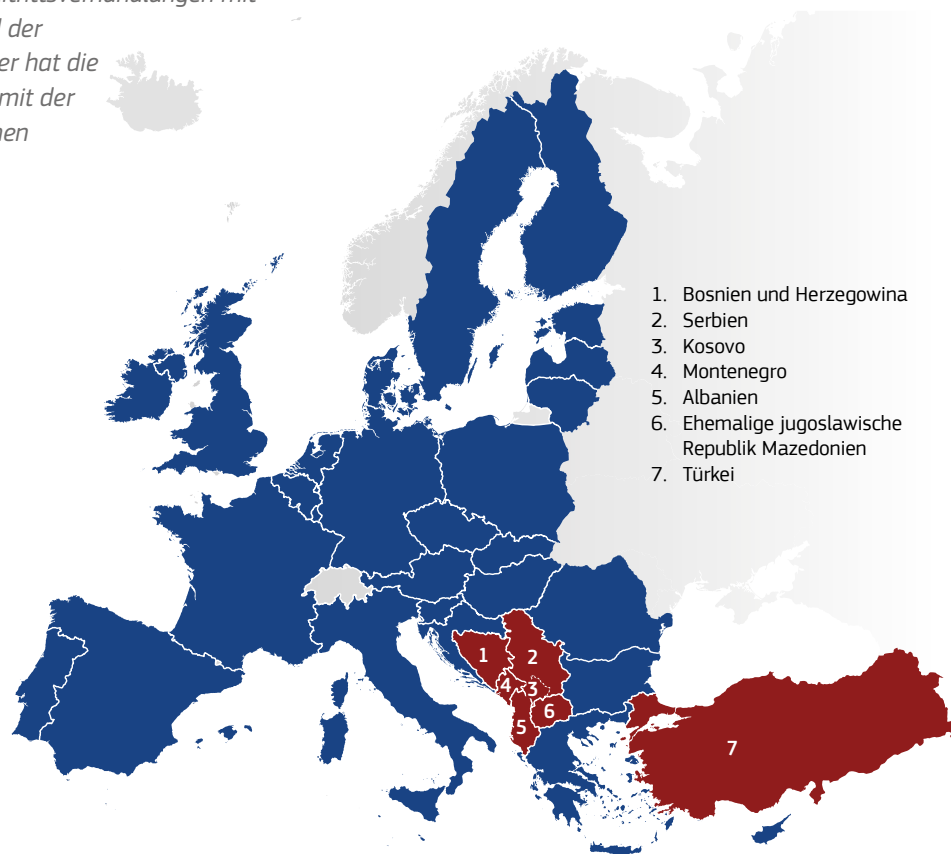 mit
der
er hat die
mit der
1. Bosnien und Herzegowina
2. Serbien
3. Kosovo
4. Montenegro
5. Albanien
6. Ehemalige jugoslawische
Republik Mazedonien
7. Türkei
1
2
4
3
6
5
7